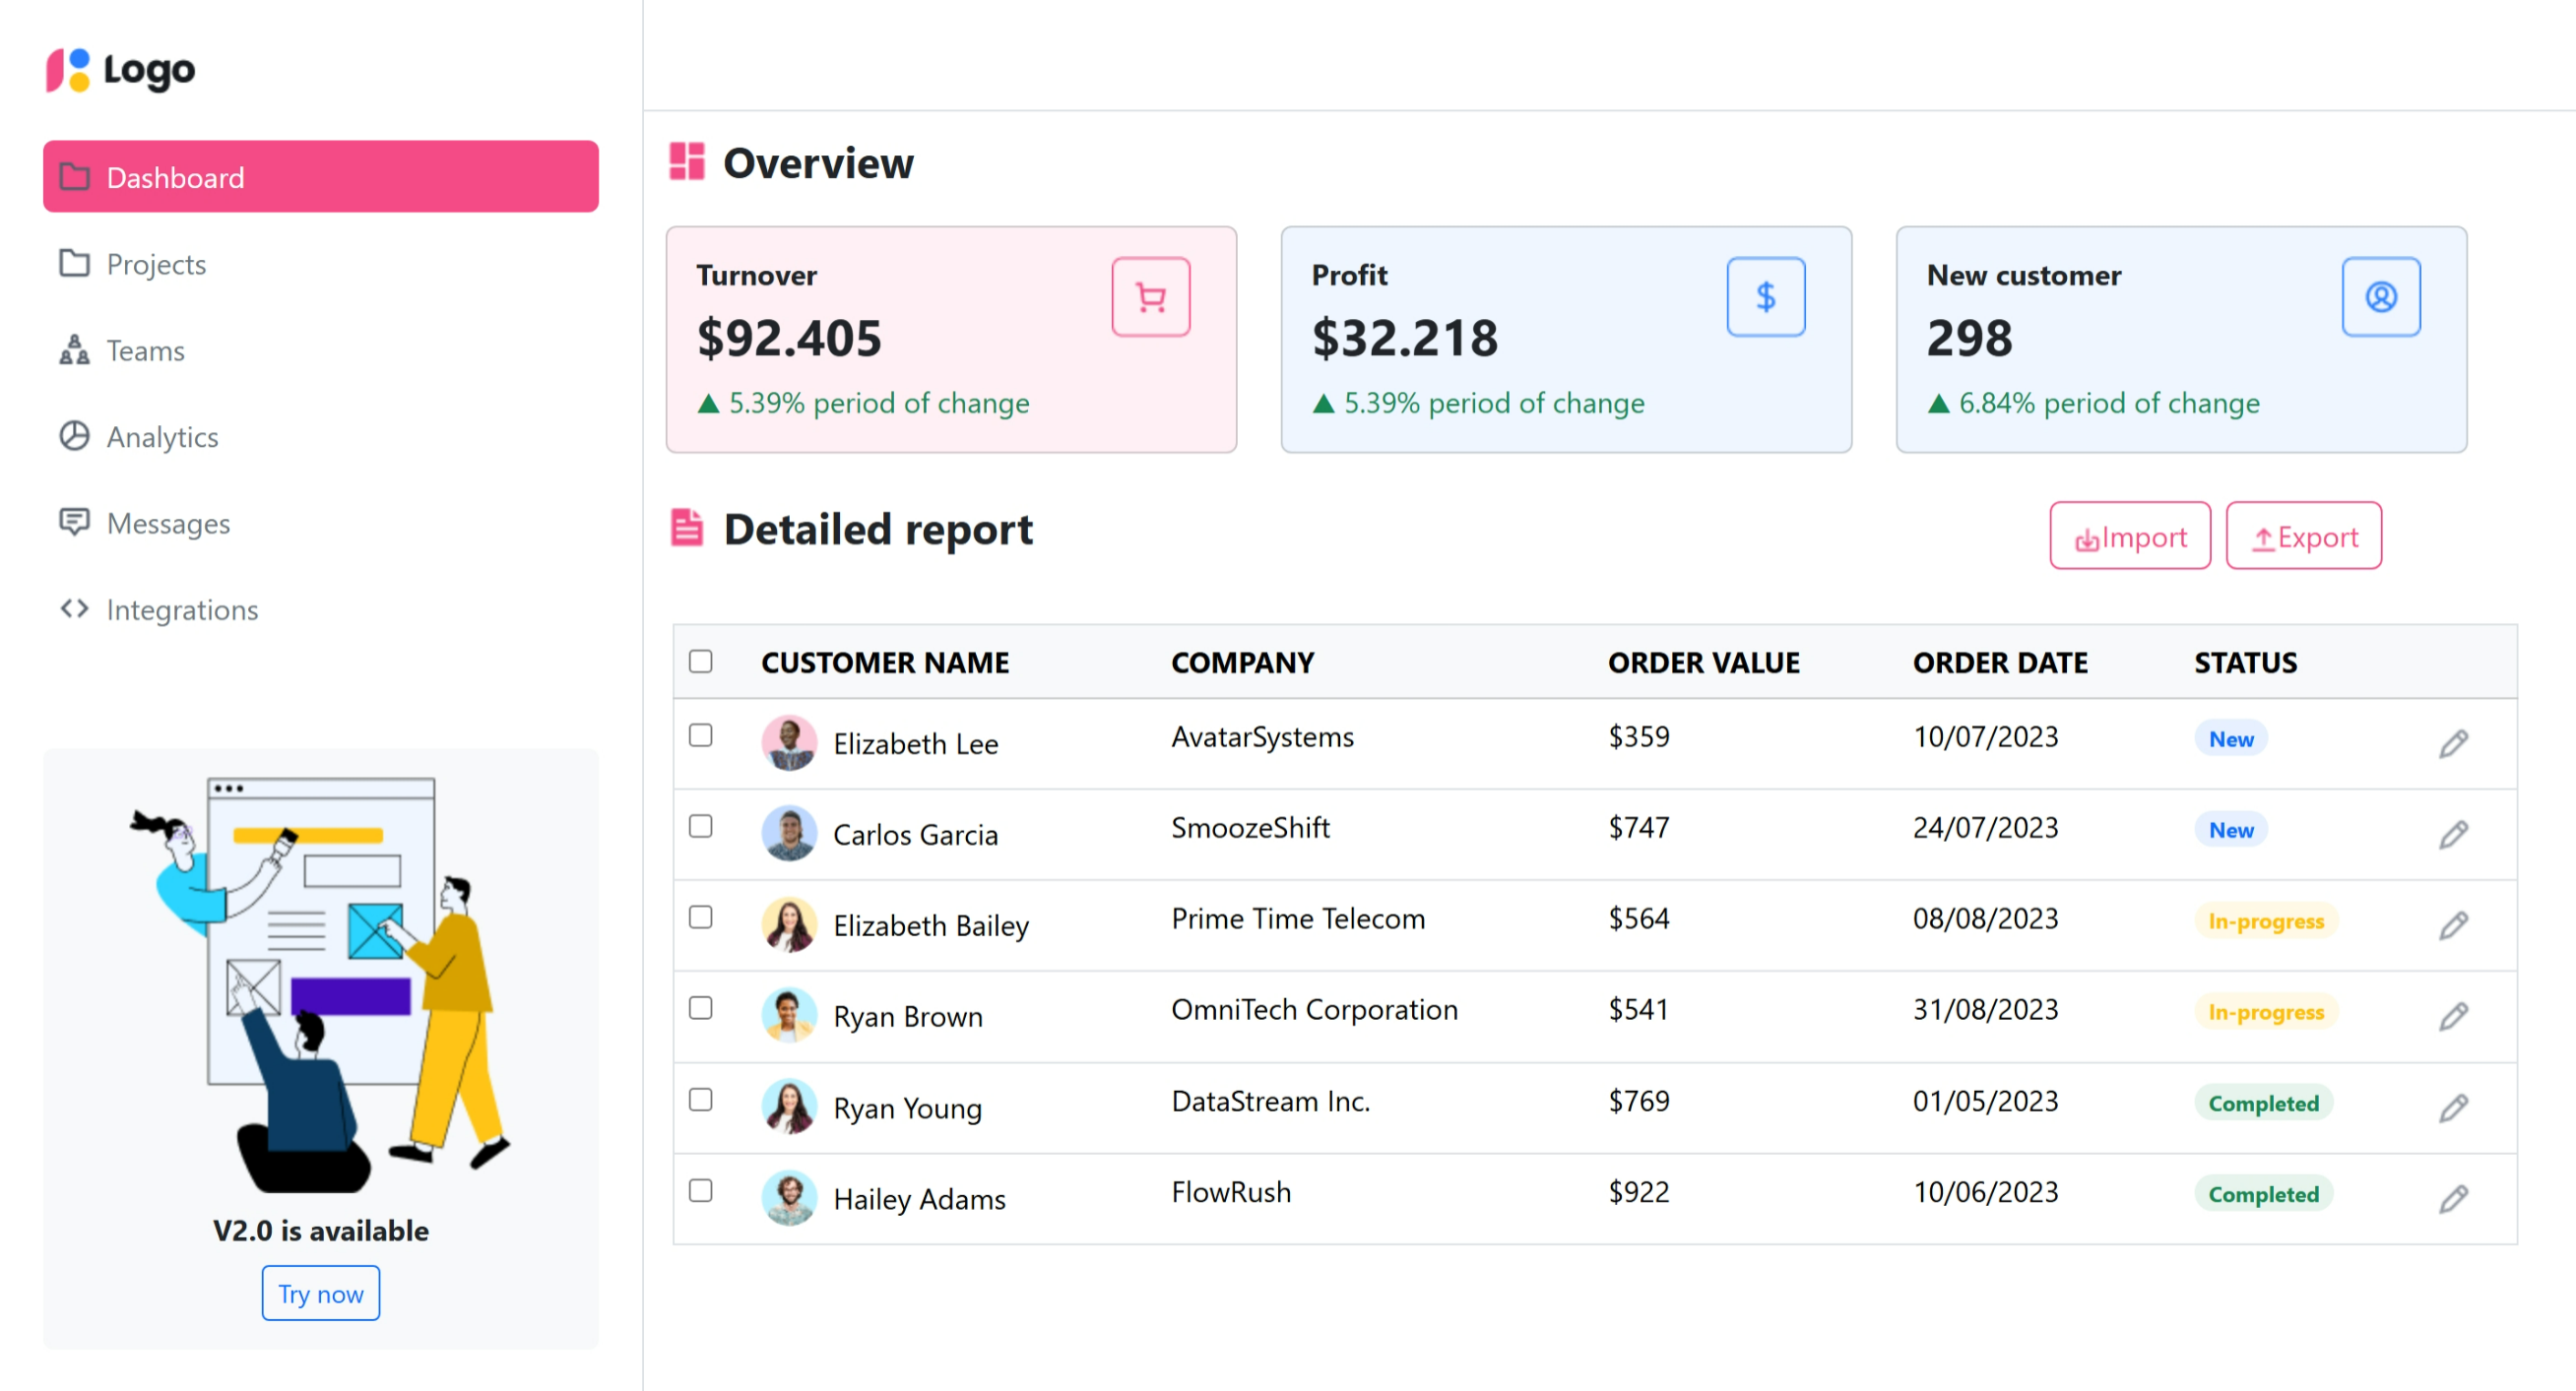 Logo
Dashboard
Projects
Teams
Analytics
Messages
Integrations
V2.0 is available
Try now
Overview
Turnover
$92.405
▲ 5.39% period of change
Profit
$
$32.218
▲ 5.39% period of change
New customer
298
▲ 6.84% period of change
Detailed report
Import Export
CUSTOMER NAME COMPANY ORDER VALUE ORDER DATE STATUS
Elizabeth Lee AvatarSystems $359 10/07/2023 New
Carlos Garcia SmoozeShift $747 24/07/2023 New
Elizabeth Bailey Prime Time Telecom $564 08/08/2023 In-progress
Ryan Brown OmniTech Corporation $541 31/08/2023 In-progress
Ryan Young DataStream Inc. $769 01/05/2023 Completed
Hailey Adams FlowRush $922 10/06/2023 Completed